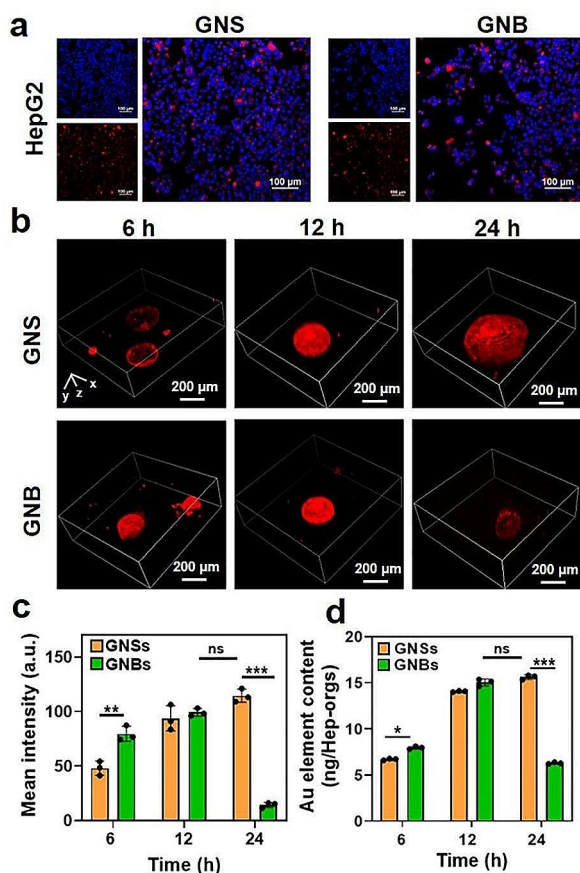 a
GNS
GNB
HepG2
100 µm
100 µm
100 µm
100 µm
100 µm
100 µm
b
6 h
12 h
24 h
GNS
x
y z
200 µm
200 µm
200 µm
GNB
200 µm
200 µm
200 µm
c
Mean intensity (a.u.)
GNSs
GNBs
ns
***
**
150
100
50
0
6
12
24
Time (h)
d
Au element content
(ng/Hep-orgs)
GNSs
GNBs
ns
***
*
20
15
10
5
0
6
12
24
Time (h)